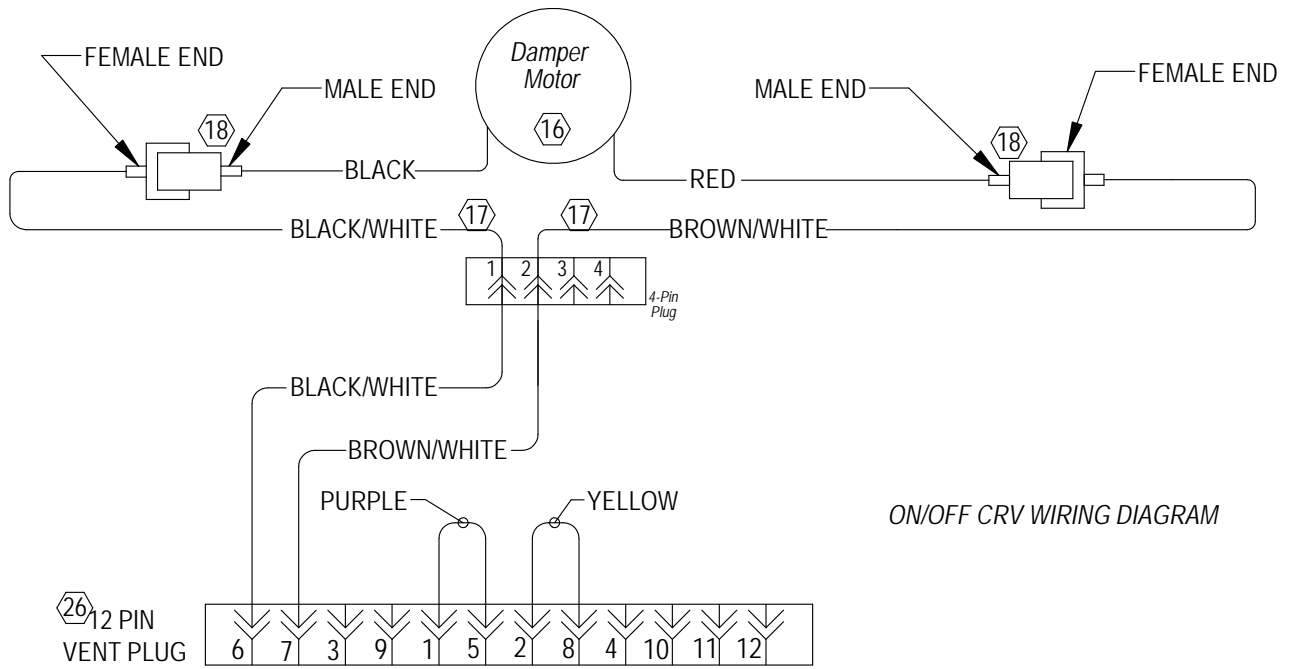 FEMALE END
MALE END
Damper
Motor
16
MALE END
FEMALE END
18
18
BLACK
RED
BLACK/WHITE
17
17
BROWN/WHITE
1 2 3 4
4-Pin
Plug
BLACK/WHITE
BROWN/WHITE
PURPLE
YELLOW
ON/OFF CRV WIRING DIAGRAM
26 12 PIN
VENT PLUG
6 7 3 9 1 5 2 8 4 10 11 12